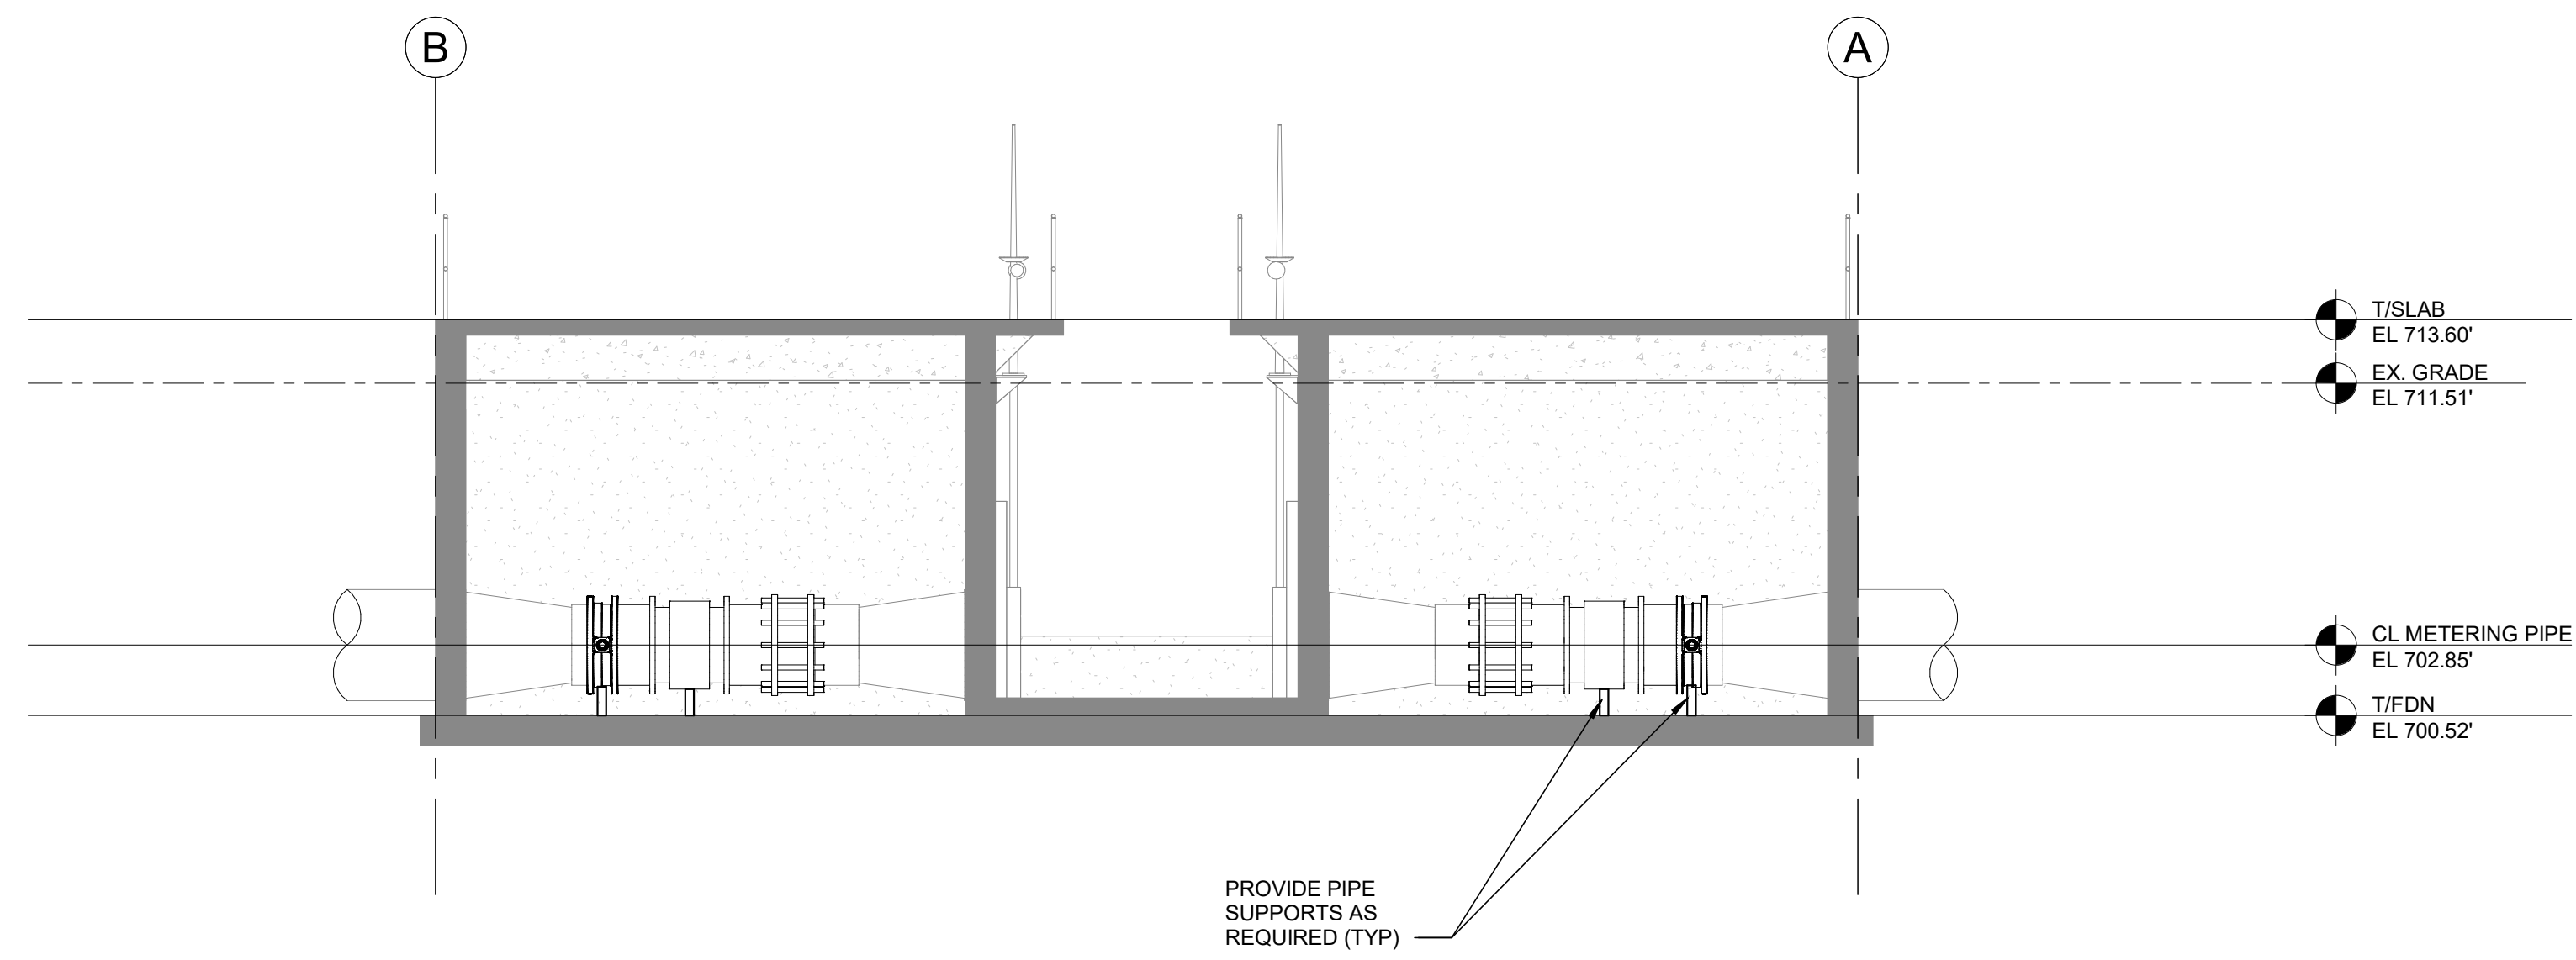 B
A
T/SLAB
EL 713.60'
EX. GRADE
EL 711.51'
CL METERING PIPE
EL 702.85'
T/FDN
EL 700.52'
PROVIDE PIPE
SUPPORTS AS
REQUIRED (TYP)